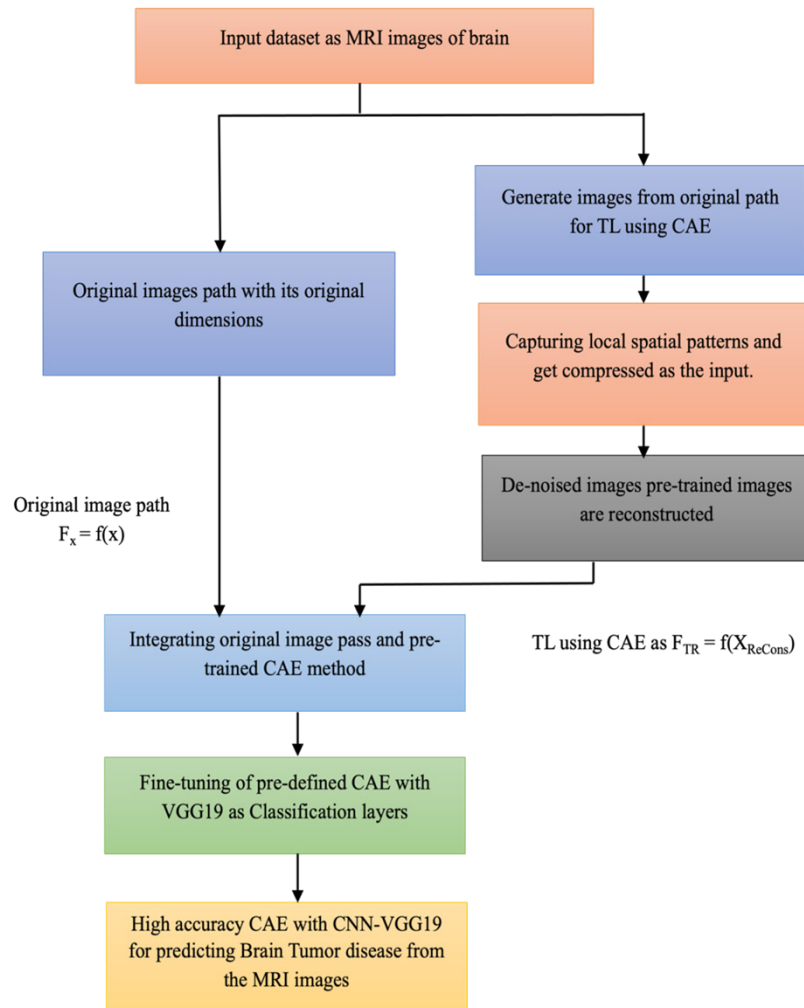 Input dataset as MRI images of brain
Generate images from original path
for TL using CAE
Original images path with its original
dimensions
Capturing local spatial patterns and
get compressed as the input.
De-noised images pre-trained images
are reconstructed
Original image path
Fₓ = f(x)
Integrating original image pass and pre-
trained CAE method
TL using CAE as F_TR = f(X_ReCons)
Fine-tuning of pre-defined CAE with
VGG19 as Classification layers
High accuracy CAE with CNN-VGG19
for predicting Brain Tumor disease from
the MRI images